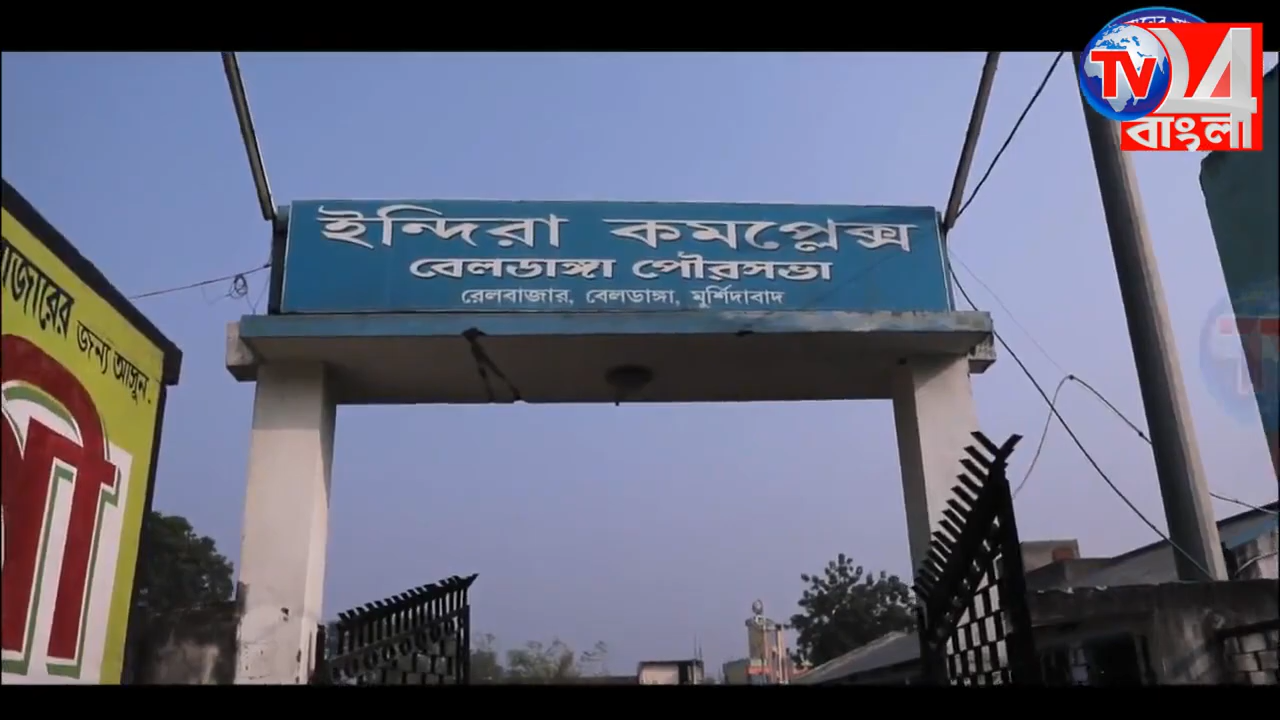 ইন্দিরা কমপ্লেক্স
বেলডাঙ্গা পৌরসভা
রেলবাজার, বেলডাঙ্গা, মুর্শিদাবাদ
জারের জন্য আসুন.
TV 24
বাংলা